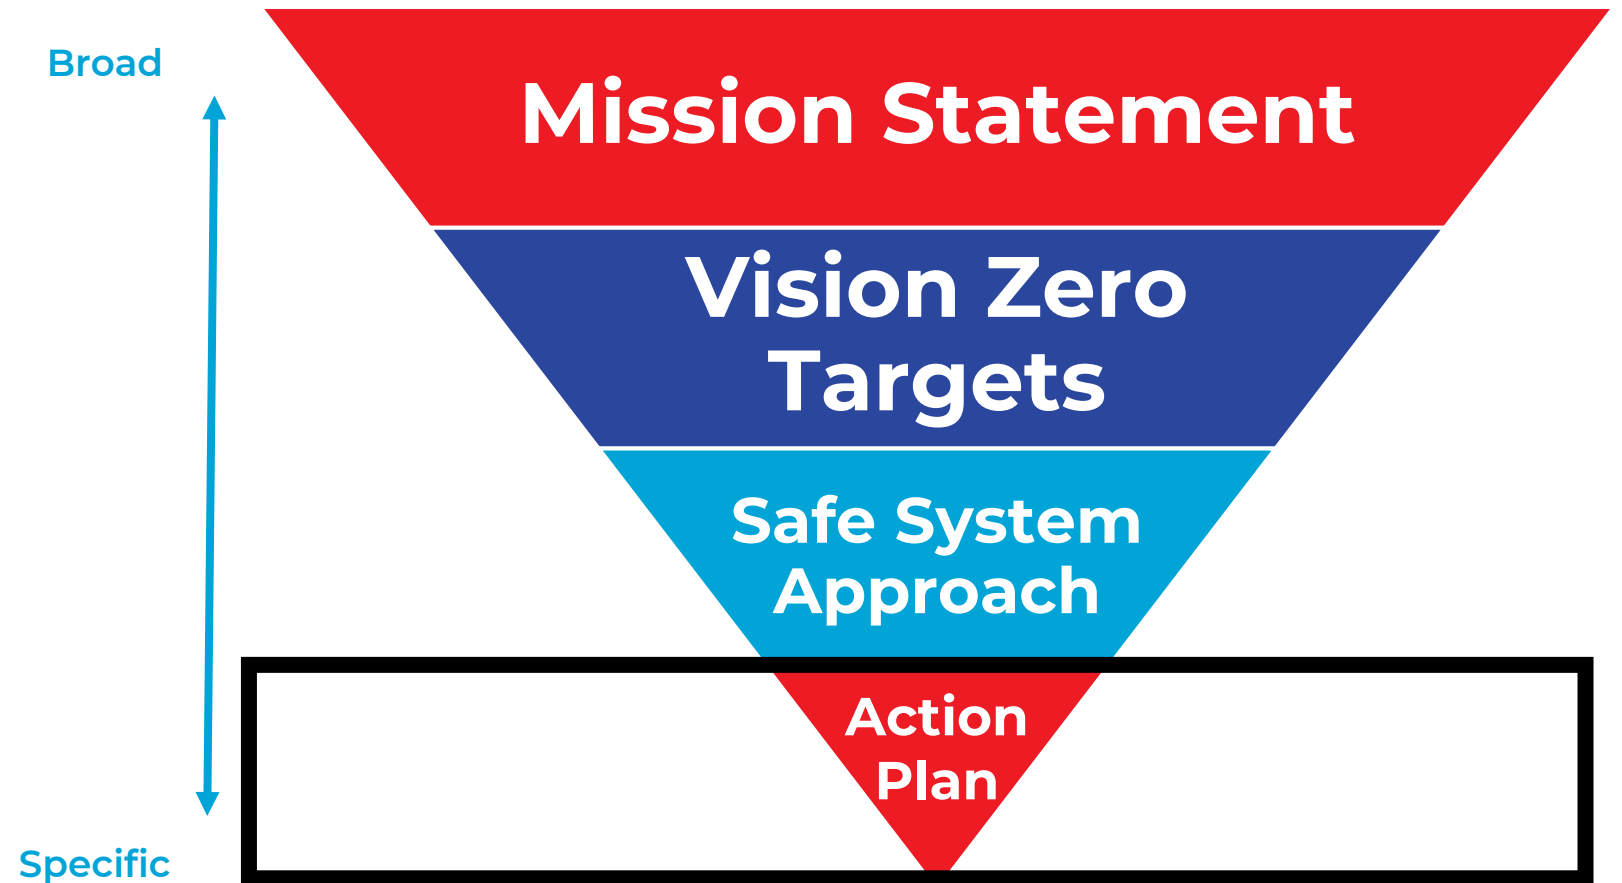 Broad
Mission Statement
Vision Zero
Targets
Safe System
Approach
Action
Plan
Specific